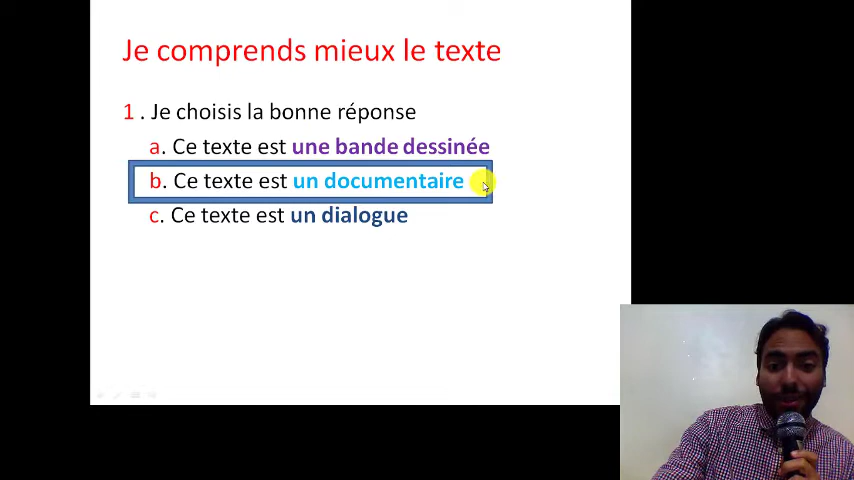 Je comprends mieux le texte
1 . Je choisis la bonne réponse
a. Ce texte est une bande dessinée
b. Ce texte est un documentaire
c. Ce texte est un dialogue